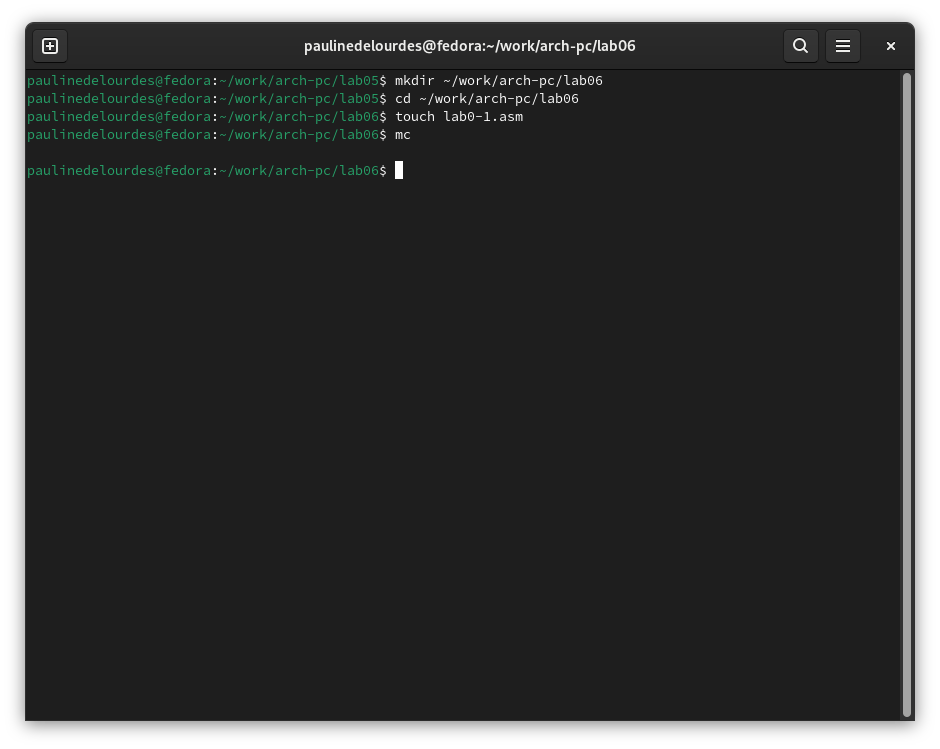 paulinedelourdes@fedora:~/work/arch-pc/lab06
paulinedelourdes@fedora:~/work/arch-pc/lab05$ mkdir ~/work/arch-pc/lab06
paulinedelourdes@fedora:~/work/arch-pc/lab05$ cd ~/work/arch-pc/lab06
paulinedelourdes@fedora:~/work/arch-pc/lab06$ touch lab0-1.asm
paulinedelourdes@fedora:~/work/arch-pc/lab06$ mc
paulinedelourdes@fedora:~/work/arch-pc/lab06$